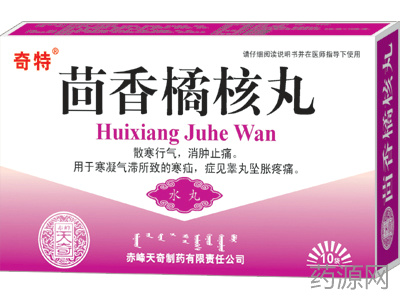 奇特®
请仔细阅读说明书并在医师指导下使用
茴香橘核丸
Huixiang Juhe Wan
散寒行气，消肿止痛。
用于寒凝气滞所致的寒疝，症见睾丸坠胀疼痛。
水丸
天奇
赤峰天奇制药有限责任公司
10袋
茴香橘核丸
药源网